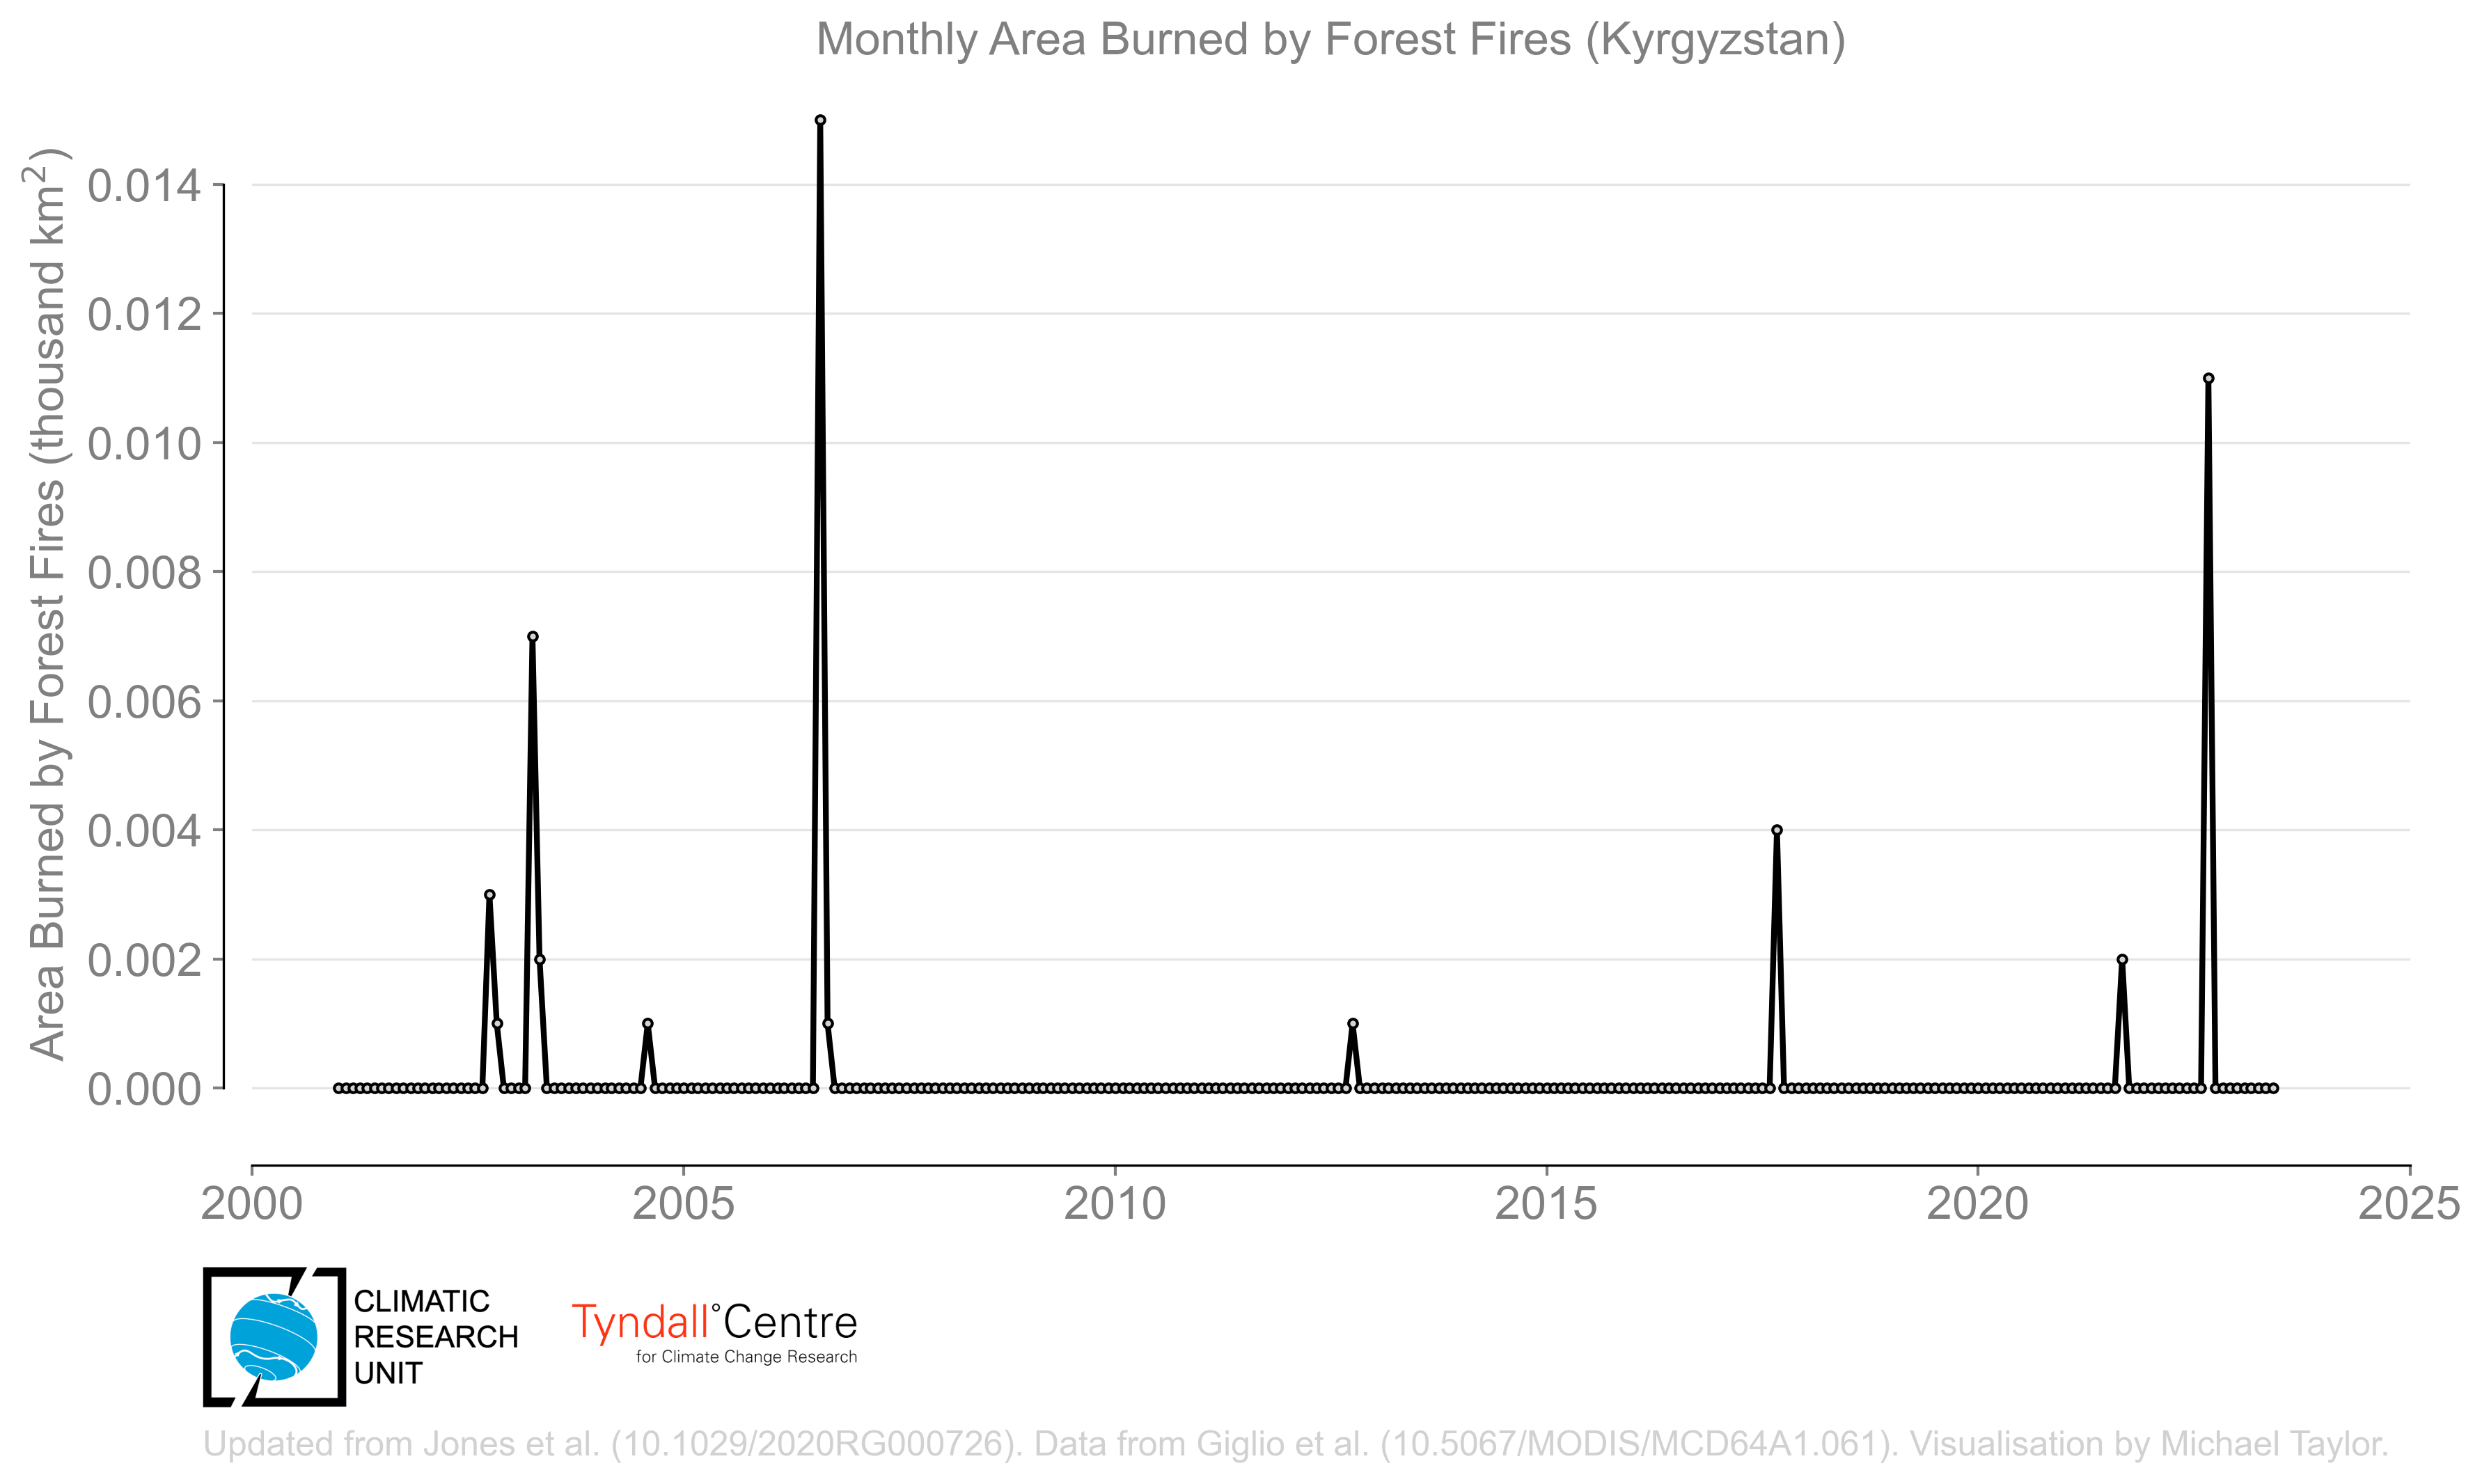 Monthly Area Burned by Forest Fires (Kyrgyzstan)
Area Burned by Forest Fires (thousand km²)
0.014
0.012
0.010
0.008
0.006
0.004
0.002
0.000
2000 2005 2010 2015 2020 2025
CLIMATIC
RESEARCH
UNIT
Tyndall°Centre
for Climate Change Research
Updated from Jones et al. (10.1029/2020RG000726). Data from Giglio et al. (10.5067/MODIS/MCD64A1.061). Visualisation by Michael Taylor.